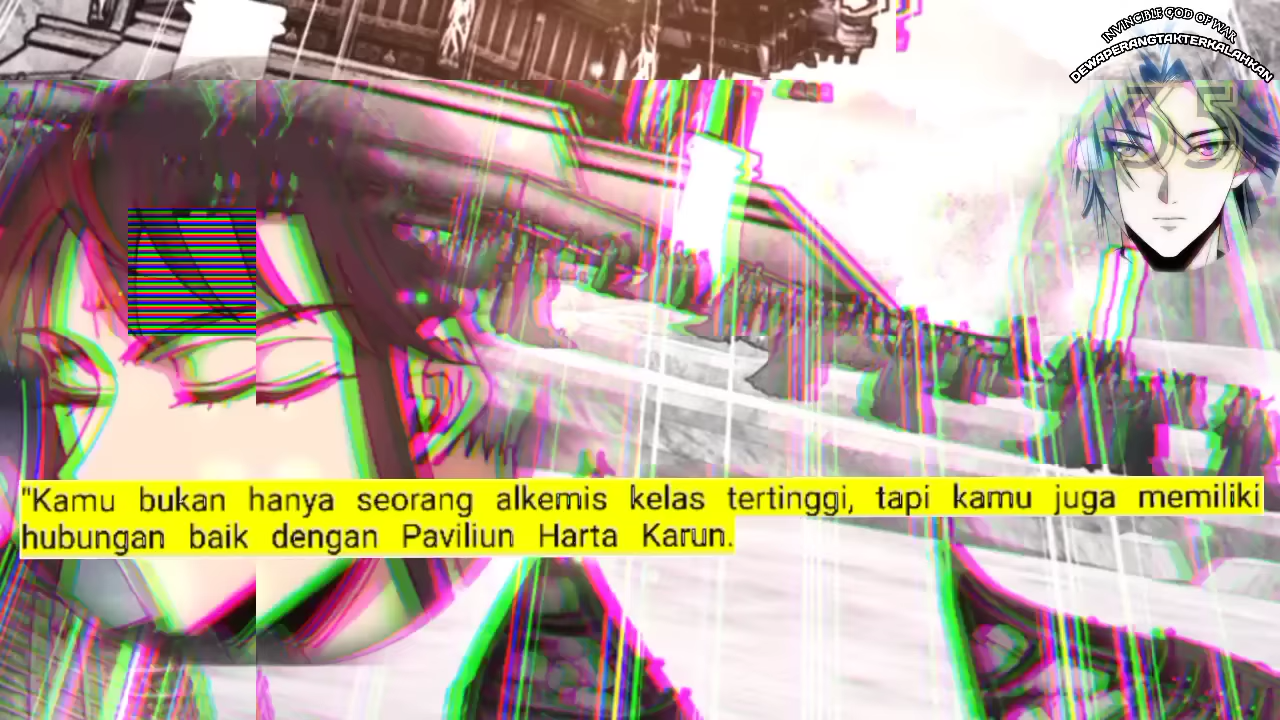 INVINCIBLE GOD OF WAR
DEWAPERANGTAKTERKALAHKAN
"Kamu bukan hanya seorang alkemis kelas tertinggi, tapi kamu juga memiliki
hubungan baik dengan Paviliun Harta Karun.